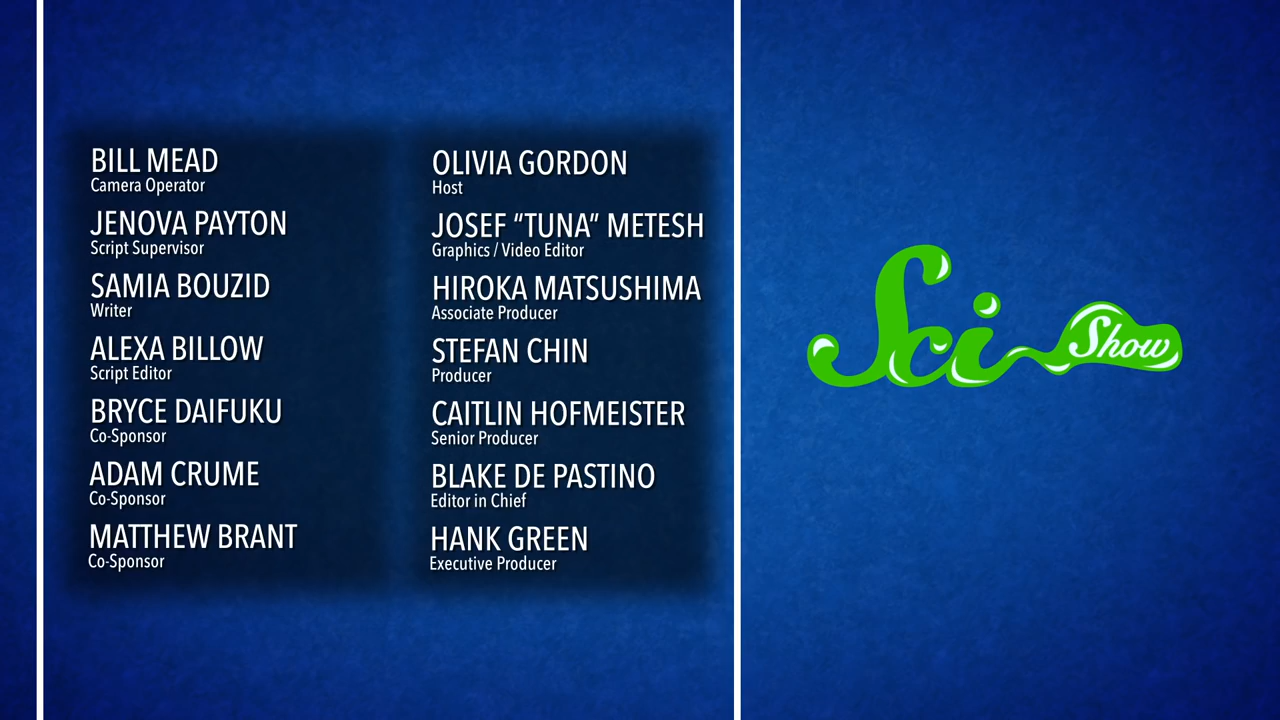 BILL MEAD
Camera Operator
JENOVA PAYTON
Script Supervisor
SAMIA BOUZID
Writer
ALEXA BILLOW
Script Editor
BRYCE DAIFUKU
Co-Sponsor
ADAM CRUME
Co-Sponsor
MATTHEW BRANT
Co-Sponsor
OLIVIA GORDON
Host
JOSEF “TUNA” METESH
Graphics / Video Editor
HIROKA MATSUSHIMA
Associate Producer
STEFAN CHIN
Producer
CAITLIN HOFMEISTER
Senior Producer
BLAKE DE PASTINO
Editor in Chief
HANK GREEN
Executive Producer
Sci Show